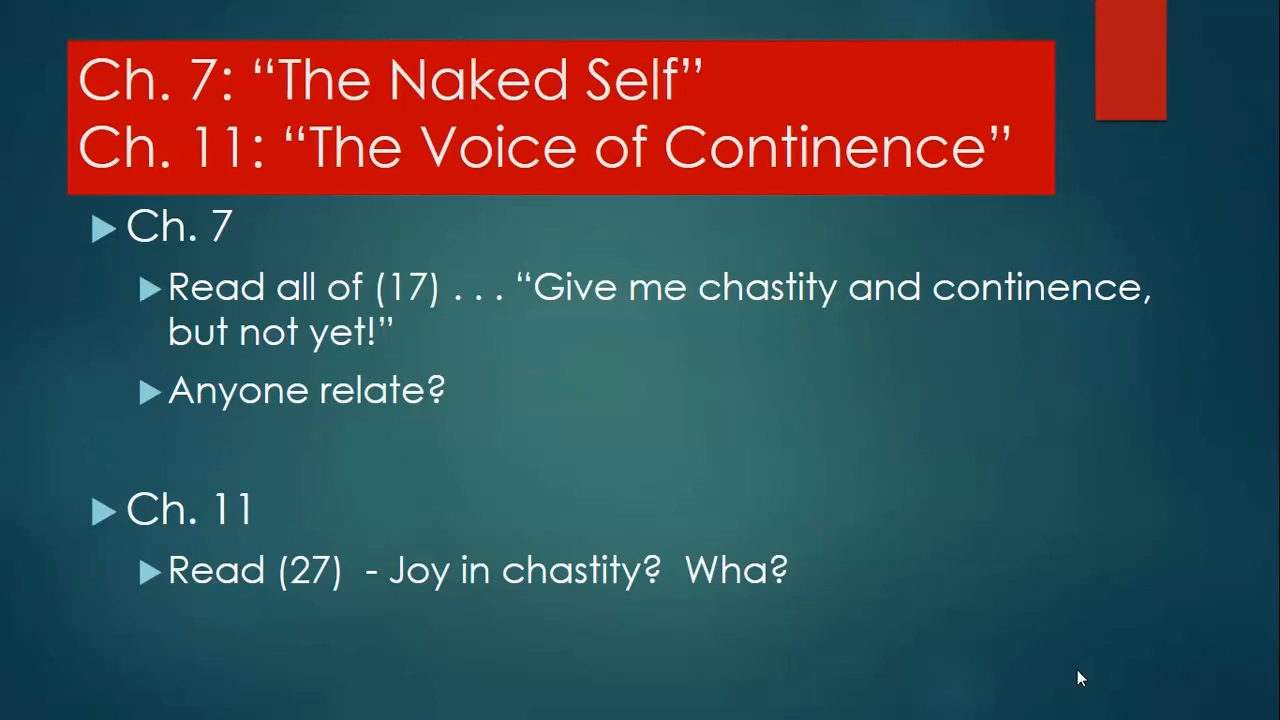 Ch. 7: “The Naked Self”
Ch. 11: “The Voice of Continence”
Ch. 7
Read all of (17) . . . “Give me chastity and continence,
but not yet!”
Anyone relate?
Ch. 11
Read (27)  - Joy in chastity?  Wha?